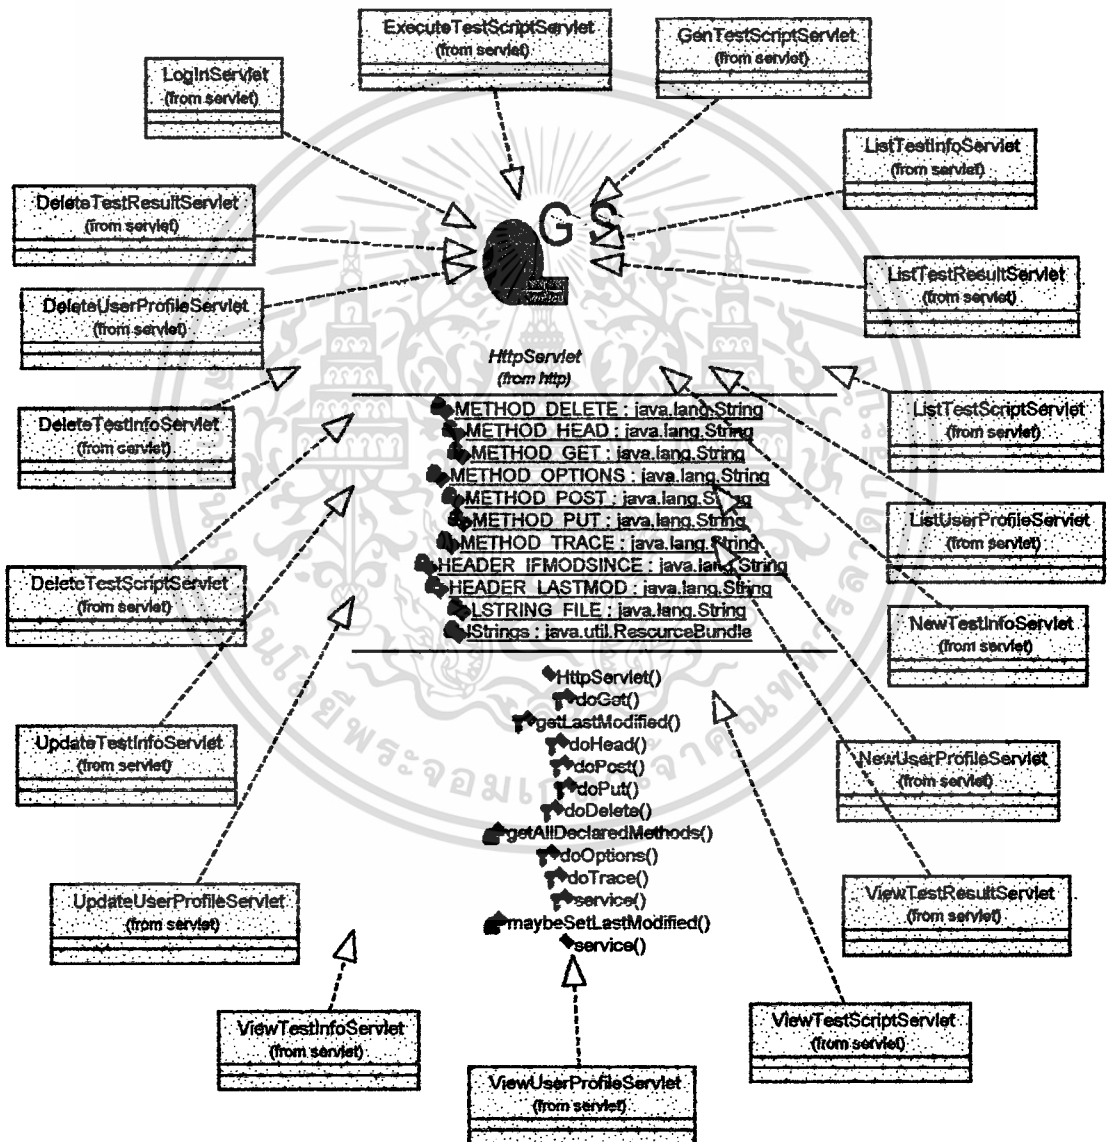 ExecuteTestScriptServlet
(from servlet)
GenTestScriptServlet
(from servlet)
LogInServlet
(from servlet)
ListTestInfoServlet
(from servlet)
DeleteTestResultServlet
(from servlet)
G S
ListTestResultServlet
(from servlet)
DeleteUserProfileServlet
(from servlet)
HttpServlet
(from http)
DeleteTestInfoServlet
(from servlet)
ListTestScriptServlet
(from servlet)
METHOD_DELETE : java.lang.String
METHOD_HEAD : java.lang.String
METHOD_GET : java.lang.String
METHOD_OPTIONS : java.lang.String
METHOD_POST : java.lang.String
METHOD_PUT : java.lang.String
METHOD_TRACE : java.lang.String
HEADER_IFMODSINCE : java.lang.String
HEADER_LASTMOD : java.lang.String
LSTRING_FILE : java.lang.String
lStrings : java.util.ResourceBundle
ListUserProfileServlet
(from servlet)
DeleteTestScriptServlet
(from servlet)
NewTestInfoServlet
(from servlet)
HttpServlet()
doGet()
getLastModified()
doHead()
doPost()
doPut()
doDelete()
getAllDeclaredMethods()
doOptions()
doTrace()
service()
maybeSetLastModified()
service()
UpdateTestInfoServlet
(from servlet)
NewUserProfileServlet
(from servlet)
UpdateUserProfileServlet
(from servlet)
ViewTestResultServlet
(from servlet)
ViewTestInfoServlet
(from servlet)
ViewTestScriptServlet
(from servlet)
ViewUserProfileServlet
(from servlet)